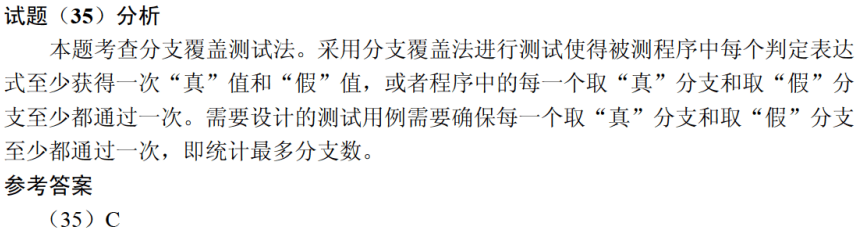 试题（35）分析
本题考查分支覆盖测试法。采用分支覆盖法进行测试使得被测程序中每个判定表达
式至少获得一次“真”值和“假”值，或者程序中的每一个取“真”分支和取“假”分
支至少都通过一次。需要设计的测试用例需要确保每一个取“真”分支和取“假”分支
至少都通过一次，即统计最多分支数。
参考答案
（35）C